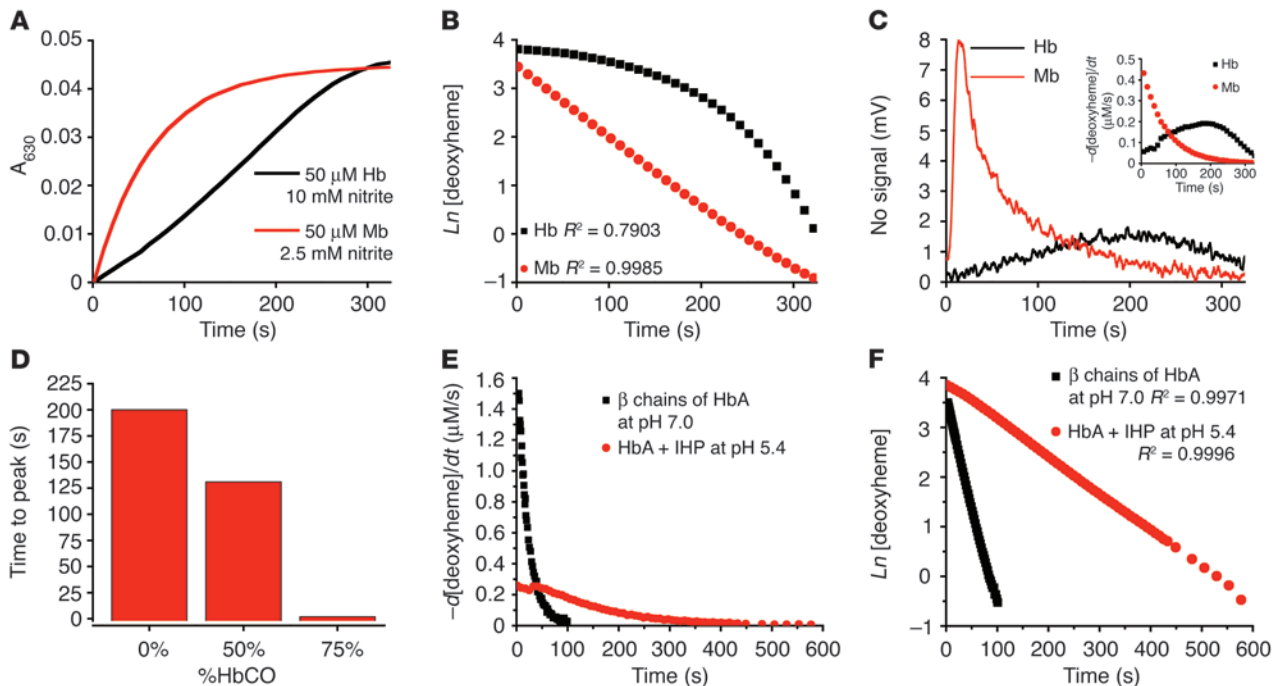 A
A630
0.05
0.04
0.03
0.02
0.01
0
0
100
200
300
Time (s)
50 μM Hb
10 mM nitrite
50 μM Mb
2.5 mM nitrite
B
Ln [deoxyheme]
4
3
2
1
0
−1
0
100
200
300
Time (s)
Hb R² = 0.7903
Mb R² = 0.9985
C
No signal (mV)
8
7
6
5
4
3
2
1
0
0
100
200
300
Time (s)
Hb
Mb
−d[deoxyheme]/dt
(μM/s)
0.5
0.4
0.3
0.2
0.1
0
0
100
200
300
Time (s)
Hb
Mb
D
Time to peak (s)
225
200
175
150
125
100
75
50
25
0
0%
50%
75%
%HbCO
E
−d[deoxyheme]/dt (μM/s)
1.6
1.4
1.2
1.0
0.8
0.6
0.4
0.2
0
0
100
200
300
400
500
600
Time (s)
β chains of HbA
at pH 7.0
HbA + IHP at pH 5.4
F
Ln [deoxyheme]
4
3
2
1
0
−1
0
100
200
300
400
500
600
Time (s)
β chains of HbA
at pH 7.0 R² = 0.9971
HbA + IHP at pH 5.4
R² = 0.9996